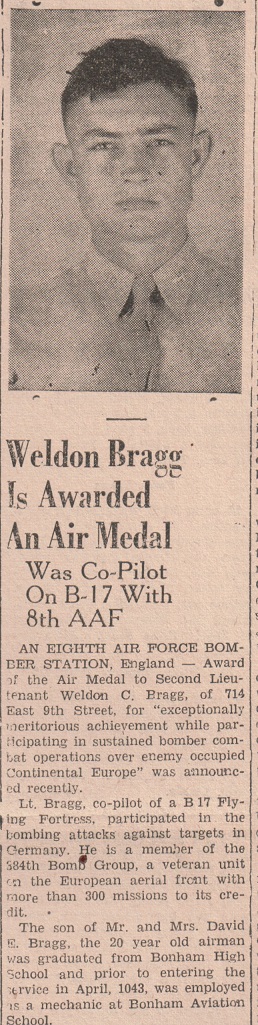 Weldon Bragg
Is Awarded
An Air Medal
Was Co-Pilot
On B-17 With
8th AAF
AN EIGHTH AIR FORCE BOM-
BER STATION, England — Award
of the Air Medal to Second Lieu-
tenant Weldon C. Bragg, of 714
East 9th Street, for "exceptionally
meritorious achievement while par-
ticipating in sustained bomber com-
bat operations over enemy occupied
Continental Europe" was announc-
ed recently.
Lt. Bragg, co-pilot of a B 17 Fly-
ing Fortress, participated in the
bombing attacks against targets in
Germany. He is a member of the
384th Bomb Group, a veteran unit
on the European aerial front with
more than 300 missions to its cre-
dit.
The son of Mr. and Mrs. David
E. Bragg, the 20 year old airman
was graduated from Bonham High
School and prior to entering the
service in April, 1043, was employed
as a mechanic at Bonham Aviation
School.